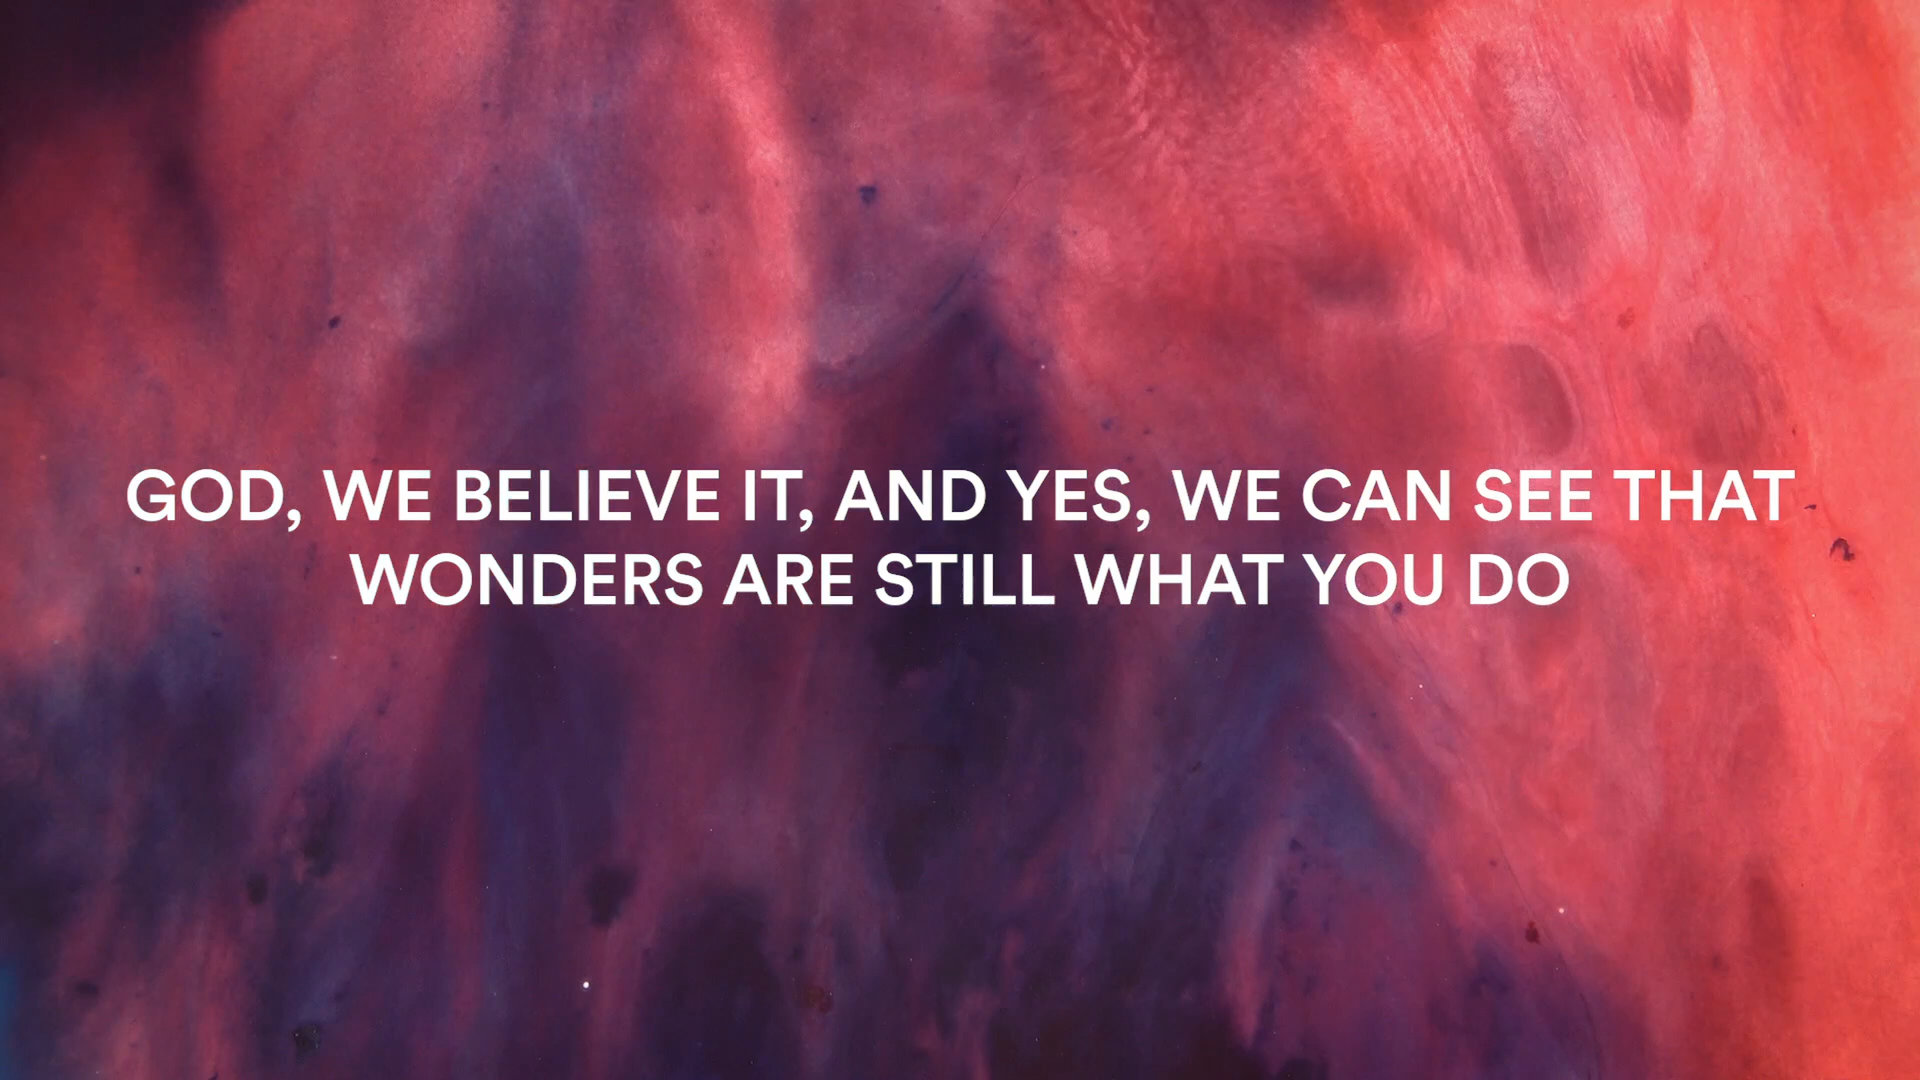 GOD, WE BELIEVE IT, AND YES, WE CAN SEE THAT
WONDERS ARE STILL WHAT YOU DO